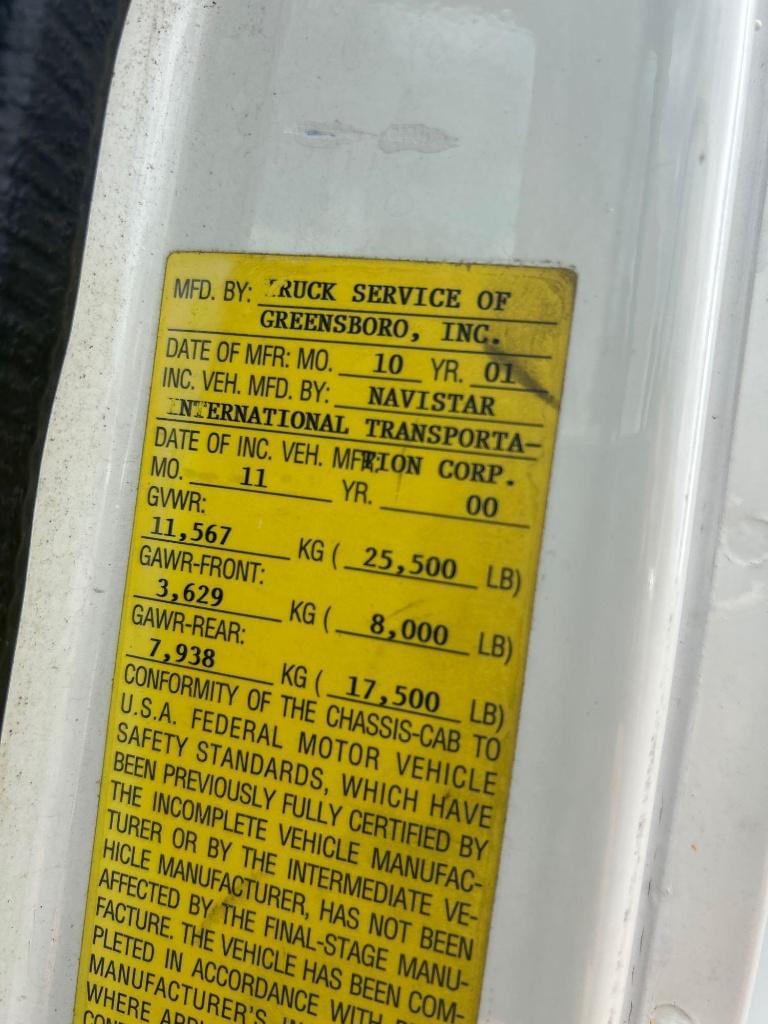 MFD. BY: TRUCK SERVICE OF
GREENSBORO, INC.
DATE OF MFR: MO. 10 YR. 01
INC. VEH. MFD. BY: NAVISTAR
INTERNATIONAL TRANSPORTA-
TION CORP.
DATE OF INC. VEH. MFR:
MO. 11 YR. 00
GVWR:
11,567 KG ( 25,500 LB)
GAWR-FRONT:
3,629 KG ( 8,000 LB)
GAWR-REAR:
7,938 KG ( 17,500 LB)
CONFORMITY OF THE CHASSIS-CAB TO
U.S.A. FEDERAL MOTOR VEHICLE
SAFETY STANDARDS, WHICH HAVE
BEEN PREVIOUSLY FULLY CERTIFIED BY
THE INCOMPLETE VEHICLE MANUFAC-
TURER OR BY THE INTERMEDIATE VE-
HICLE MANUFACTURER, HAS NOT BEEN
AFFECTED BY THE FINAL-STAGE MANU-
FACTURE. THE VEHICLE HAS BEEN COM-
PLETED IN ACCORDANCE WITH
MANUFACTURER'S
WHERE